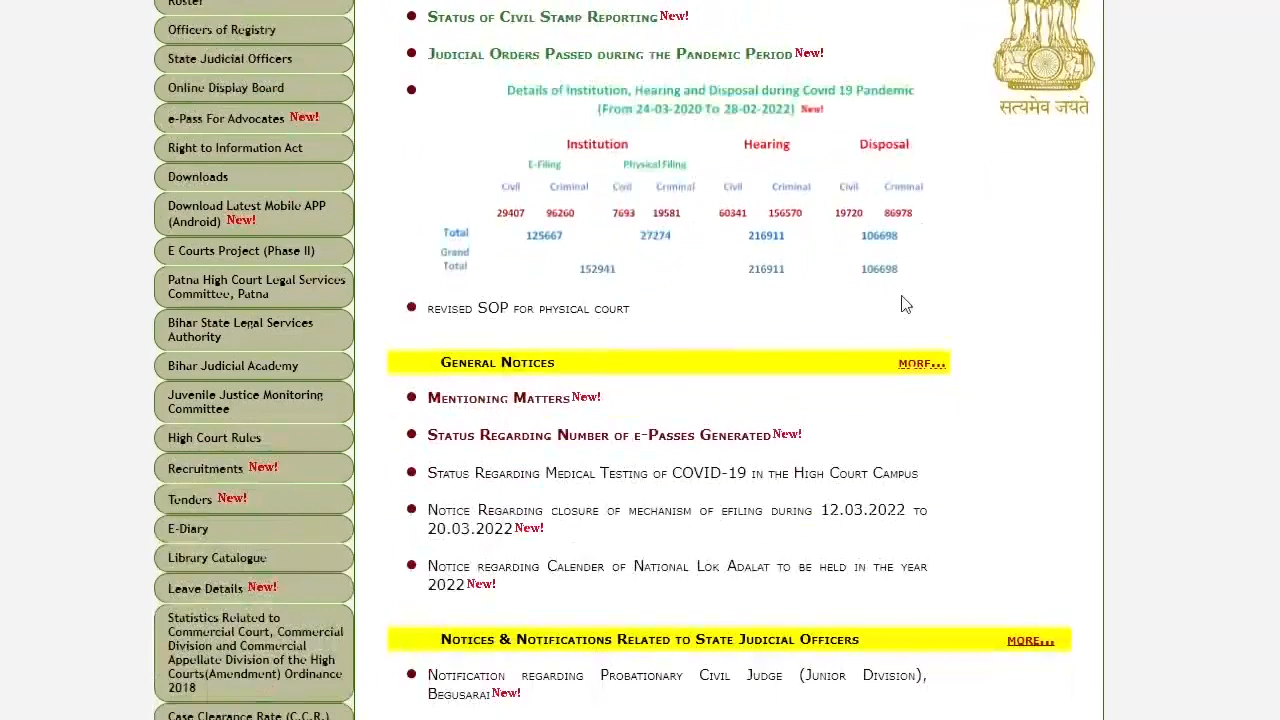 Roster
Officers of Registry
State Judicial Officers
Online Display Board
e-Pass For Advocates New!
Right to Information Act
Downloads
Download Latest Mobile APP
(Android) New!
E Courts Project (Phase II)
Patna High Court Legal Services
Committee, Patna
Bihar State Legal Services
Authority
Bihar Judicial Academy
Juvenile Justice Monitoring
Committee
High Court Rules
Recruitments New!
Tenders New!
E-Diary
Library Catalogue
Leave Details New!
Statistics Related to
Commercial Court, Commercial
Division and Commercial
Appellate Division of the High
Courts(Amendment) Ordinance
2018
Case Clearance Rate (C.C.R.)
Status of Civil Stamp Reporting New!
Judicial Orders Passed during the Pandemic Period New!
Details of Institution, Hearing and Disposal during Covid 19 Pandemic
(From 24-03-2020 To 28-02-2022) New!
Institution Hearing Disposal
E-Filing Physical Filing
Civil Criminal Civil Criminal Civil Criminal Civil Criminal
29407 96260 7693 19581 60341 156570 19720 86978
Total 125667 27274 216911 106698
Grand
Total 152941 216911 106698
revised SOP for physical court
General Notices more...
Mentioning Matters New!
Status Regarding Number of e-Passes Generated New!
Status Regarding Medical Testing of COVID-19 in the High Court Campus
Notice Regarding closure of mechanism of efiling during 12.03.2022 to
20.03.2022 New!
Notice regarding Calender of National Lok Adalat to be held in the year
2022 New!
Notices & Notifications Related to State Judicial Officers more...
Notification regarding Probationary Civil Judge (Junior Division),
Begusarai New!
सत्यमेव जयते